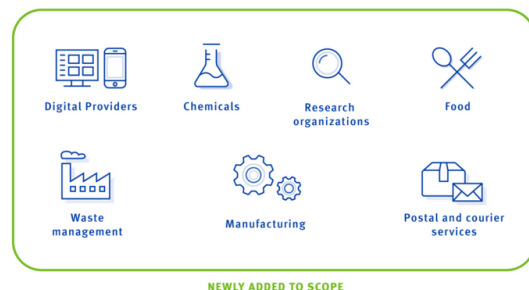 Digital Providers
Chemicals
Research
organizations
Food
Waste
management
Manufacturing
Postal and courier
services
NEWLY ADDED TO SCOPE